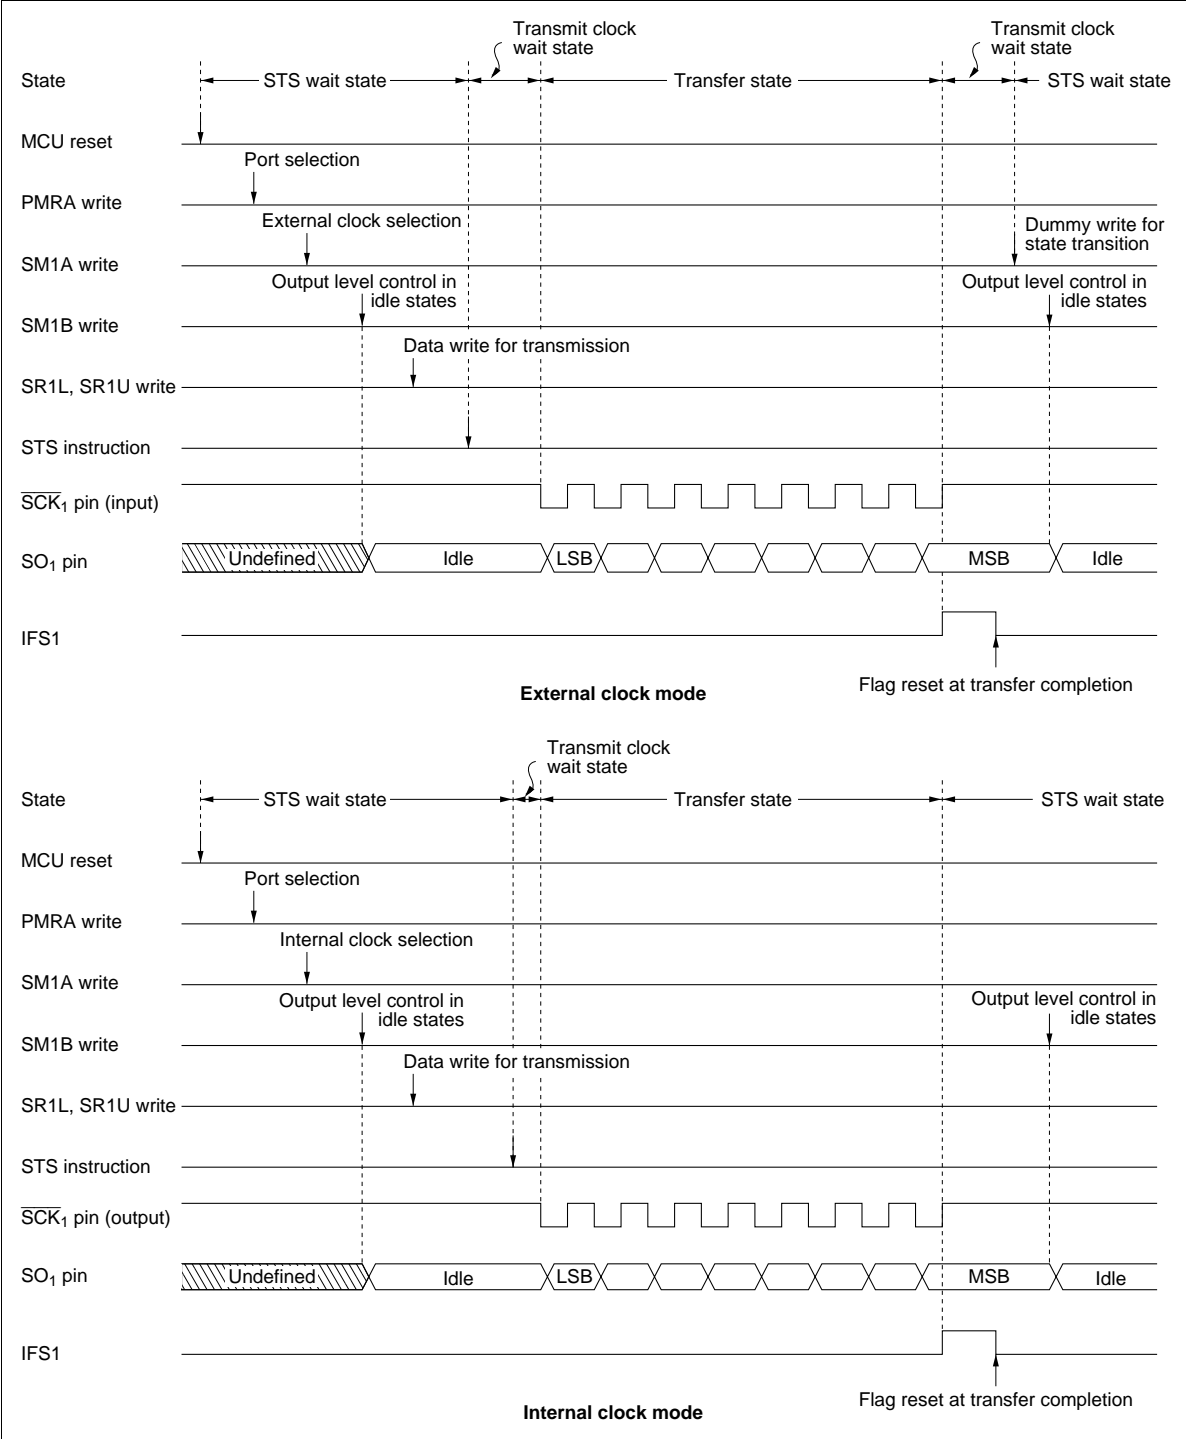 Transmit clock
wait state
Transmit clock
wait state
State
STS wait state
Transfer state
STS wait state
MCU reset
Port selection
PMRA write
External clock selection
Dummy write for
state transition
SM1A write
Output level control in
idle states
Output level control in
idle states
SM1B write
Data write for transmission
SR1L, SR1U write
STS instruction
S̅C̅K̅₁ pin (input)
SO₁ pin
Undefined
Idle
LSB
MSB
Idle
IFS1
Flag reset at transfer completion
External clock mode
Transmit clock
wait state
State
STS wait state
Transfer state
STS wait state
MCU reset
Port selection
PMRA write
Internal clock selection
SM1A write
Output level control in
idle states
Output level control in
idle states
SM1B write
Data write for transmission
SR1L, SR1U write
STS instruction
S̅C̅K̅₁ pin (output)
SO₁ pin
Undefined
Idle
LSB
MSB
Idle
IFS1
Flag reset at transfer completion
Internal clock mode